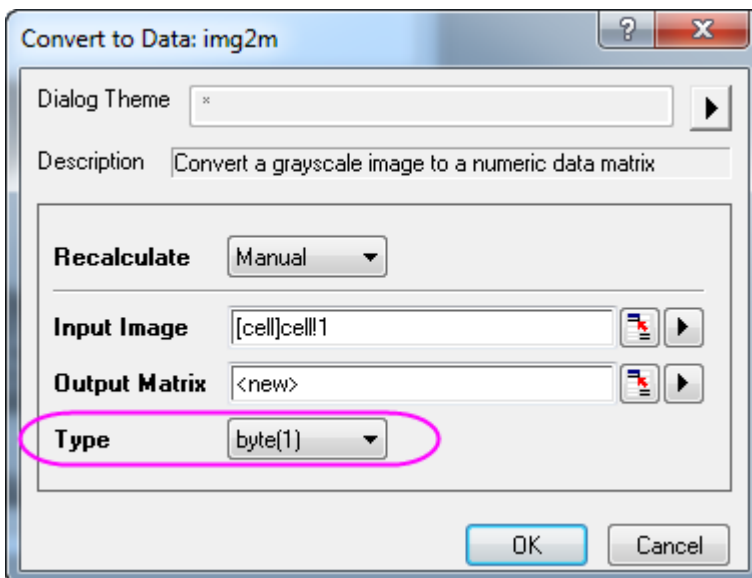 Convert to Data: img2m
Dialog Theme *
Description Convert a grayscale image to a numeric data matrix
Recalculate Manual
Input Image [cell]cell!1
Output Matrix <new>
Type byte(1)
OK Cancel